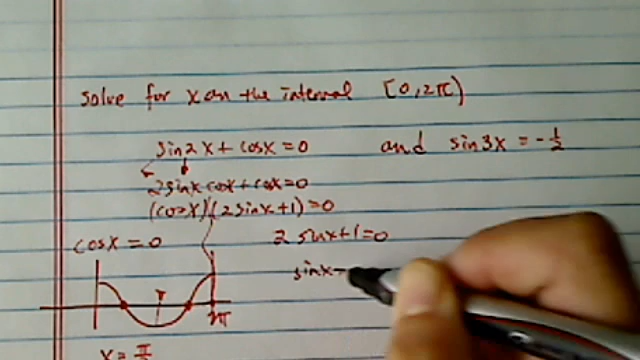 Solve for x on the interval [0, 2π)
sin2x + cosx = 0 and sin3x = -1/2
2sinx cosx + cosx = 0
(cosx)(2sinx + 1) = 0
cosx = 0 2sinx + 1 = 0
sinx =
2π
x = π